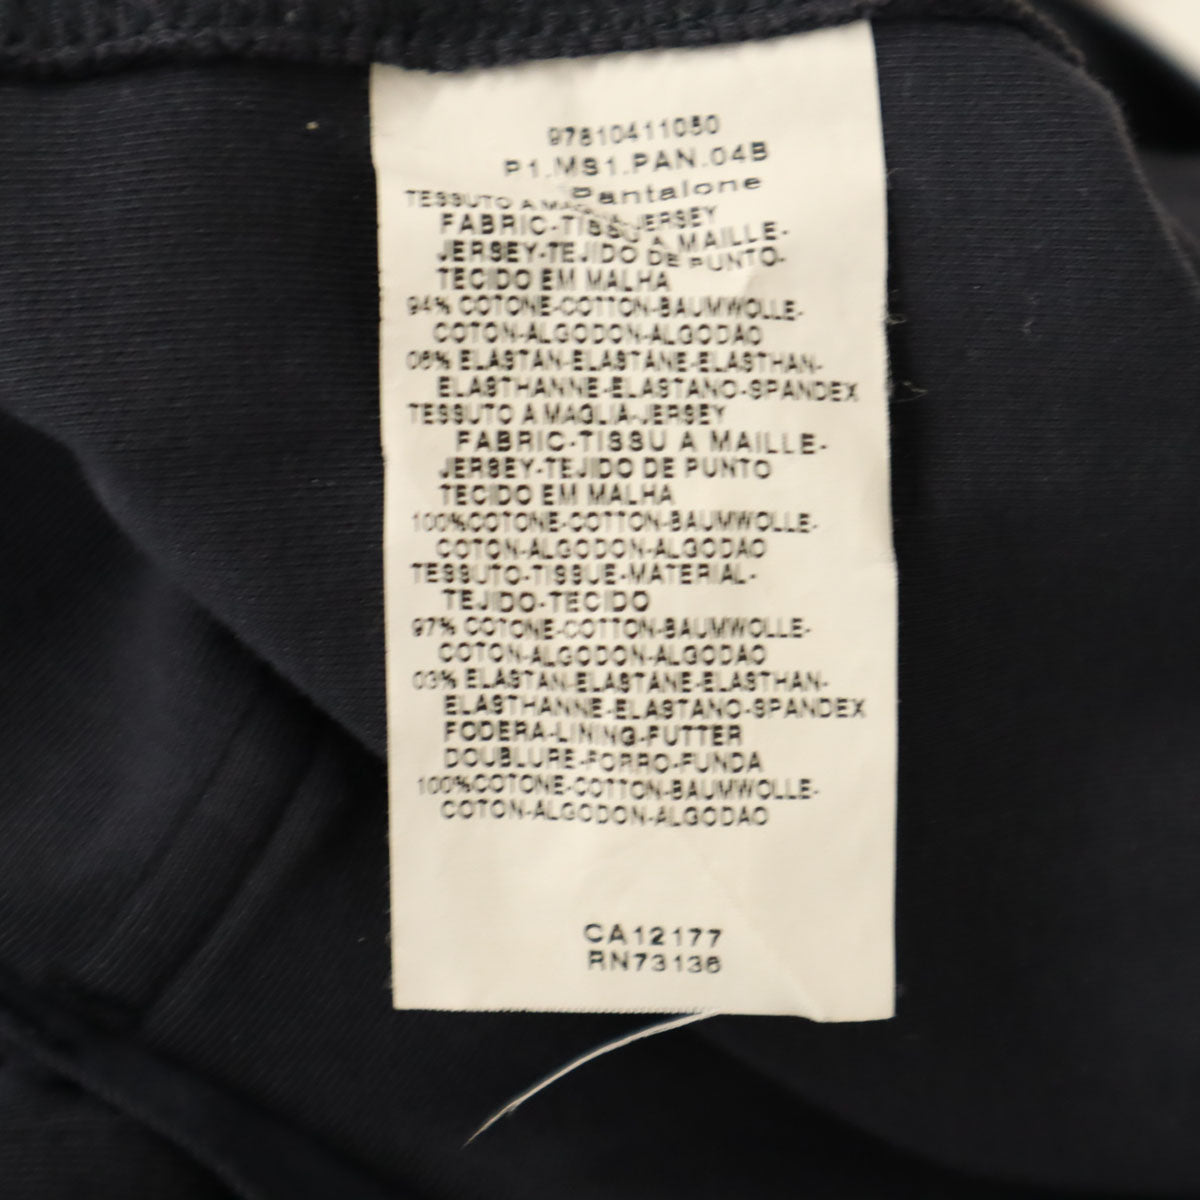 97810411050
P1.MS1.PAN.04B
Pantalone
TESSUTO A MAGLIA-JERSEY
FABRIC-TISSU A MAILLE-
JERSEY-TEJIDO DE PUNTO-
TECIDO EM MALHA
94% COTONE-COTTON-BAUMWOLLE-
COTON-ALGODON-ALGODAO
06% ELASTAN-ELASTANE-ELASTHAN-
ELASTHANNE-ELASTANO-SPANDEX
TESSUTO A MAGLIA-JERSEY
FABRIC-TISSU A MAILLE-
JERSEY-TEJIDO DE PUNTO
TECIDO EM MALHA
100%COTONE-COTTON-BAUMWOLLE-
COTON-ALGODON-ALGODAO
TESSUTO-TISSUE-MATERIAL-
TEJIDO-TECIDO
97% COTONE-COTTON-BAUMWOLLE-
COTON-ALGODON-ALGODAO
03% ELASTAN-ELASTANE-ELASTHAN-
ELASTHANNE-ELASTANO-SPANDEX
FODERA-LINING-FUTTER
DOUBLURE-FORRO-FUNDA
100%COTONE-COTTON-BAUMWOLLE-
COTON-ALGODON-ALGODAO
CA12177
RN73136